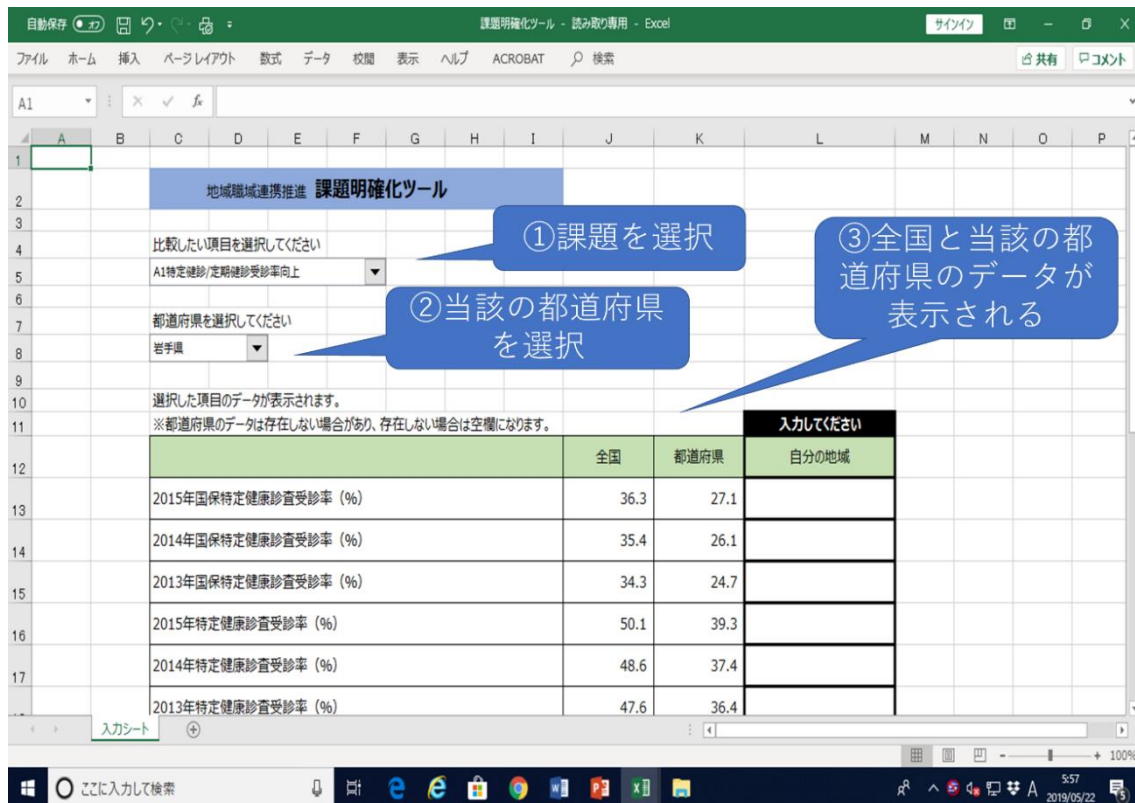 自動保存 オフ
課題明確化ツール - 読み取り専用 - Excel
サインイン
ファイル ホーム 挿入 ページ レイアウト 数式 データ 校閲 表示 ヘルプ ACROBAT 検索
共有 コメント
A1
fx
A B C D E F G H I J K L M N O P
1
2 地域職域連携推進 課題明確化ツール
3
4 比較したい項目を選択してください
5 A1特定健診/定期健診受診率向上
6
7 都道府県を選択してください
8 岩手県
9
10 選択した項目のデータが表示されます。
11 ※都道府県のデータは存在しない場合があり、存在しない場合は空欄になります。 入力してください
12 全国 都道府県 自分の地域
13 2015年国保特定健康診査受診率（%） 36.3 27.1
14 2014年国保特定健康診査受診率（%） 35.4 26.1
15 2013年国保特定健康診査受診率（%） 34.3 24.7
16 2015年特定健康診査受診率（%） 50.1 39.3
17 2014年特定健康診査受診率（%） 48.6 37.4
2013年特定健康診査受診率（%） 47.6 36.4
①課題を選択
②当該の都道府県
を選択
③全国と当該の都
道府県のデータが
表示される
入力シート
100%
ここに入力して検索
A
5:57
2019/05/22